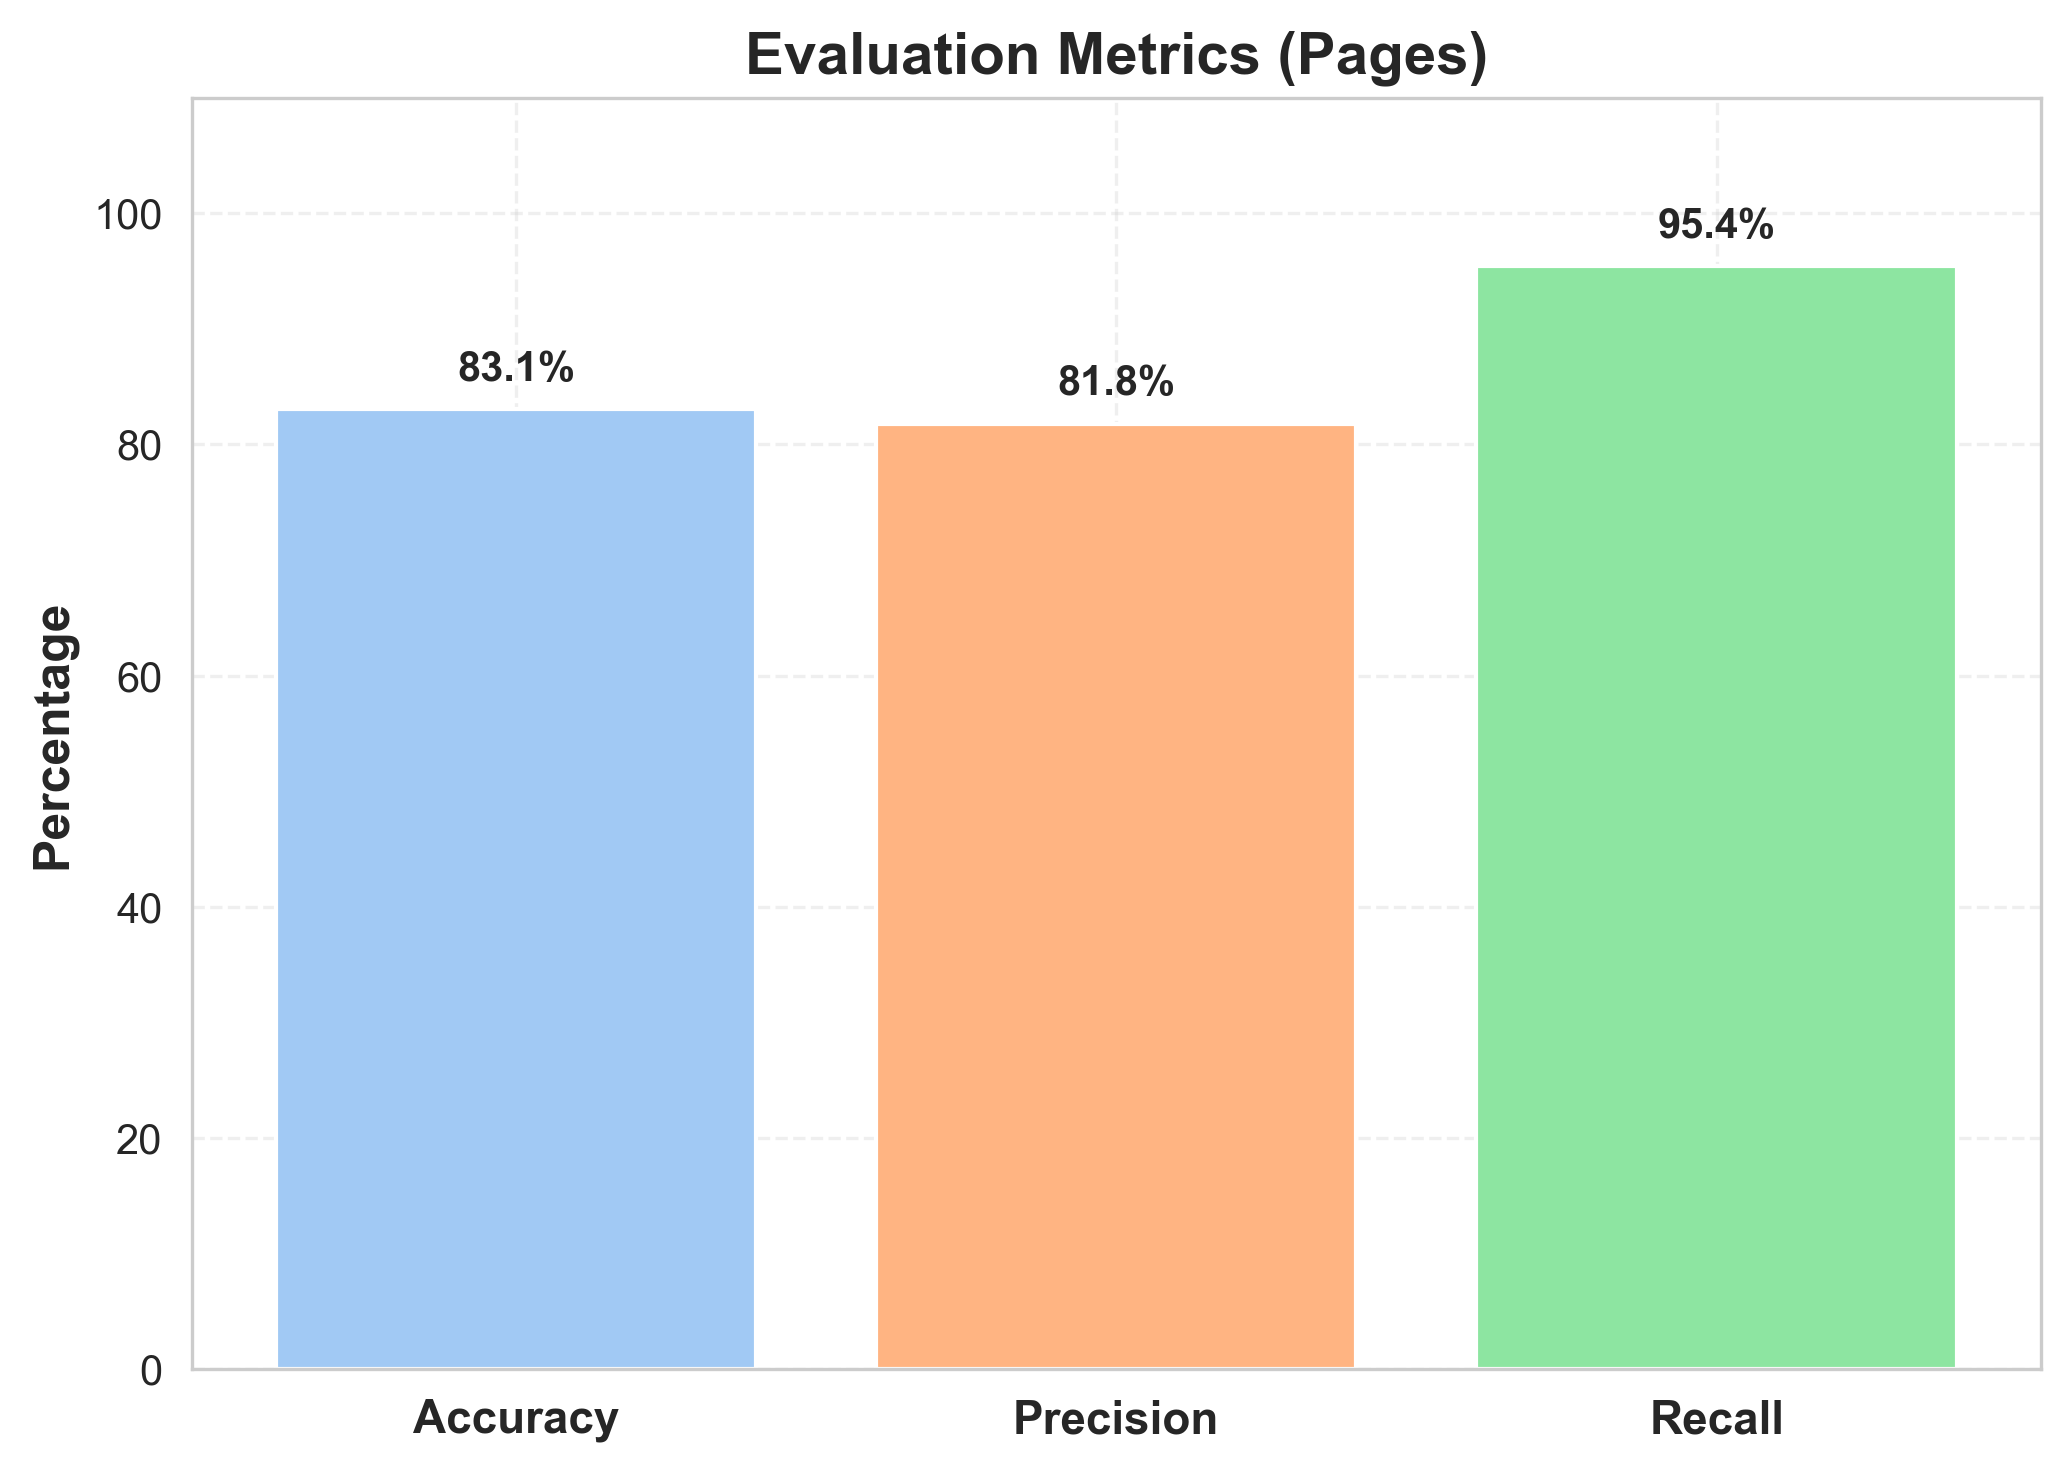 Evaluation Metrics (Pages)
Percentage
100
80
60
40
20
0
83.1%
81.8%
95.4%
Accuracy
Precision
Recall